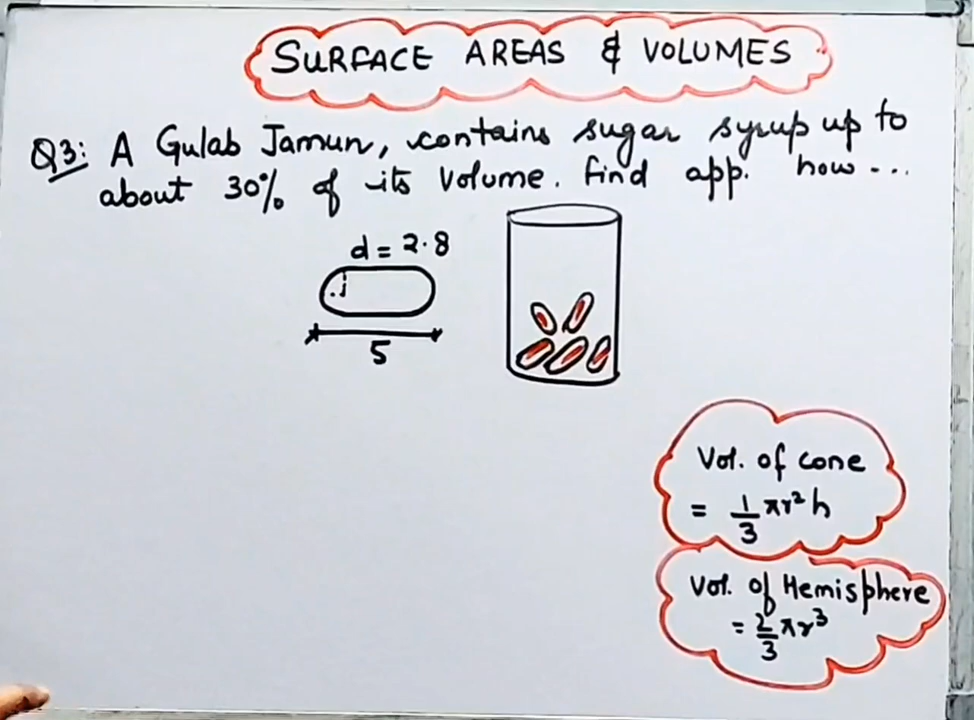 SURFACE AREAS & VOLUMES
Q3: A Gulab Jamun, contains sugar syrup up to
about 30% of its Volume. find app. how...
d = 2.8
5
Vol. of cone
= 1/3 πr²h
Vol. of Hemisphere
= 2/3 πr³